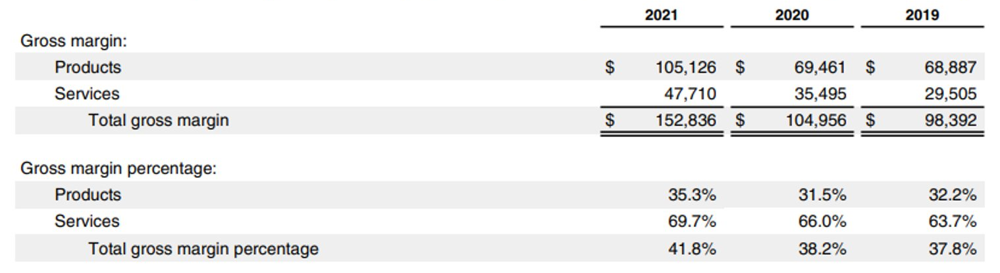 2021 2020 2019
Gross margin:
Products $ 105,126 $ 69,461 $ 68,887
Services 47,710 35,495 29,505
Total gross margin $ 152,836 $ 104,956 $ 98,392
Gross margin percentage:
Products 35.3% 31.5% 32.2%
Services 69.7% 66.0% 63.7%
Total gross margin percentage 41.8% 38.2% 37.8%